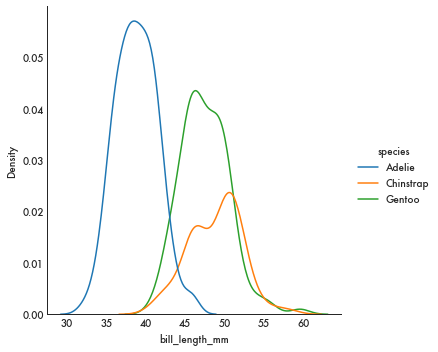 Density
0.05
0.04
0.03
0.02
0.01
0.00
30 35 40 45 50 55 60
bill_length_mm
species
Adelie
Chinstrap
Gentoo